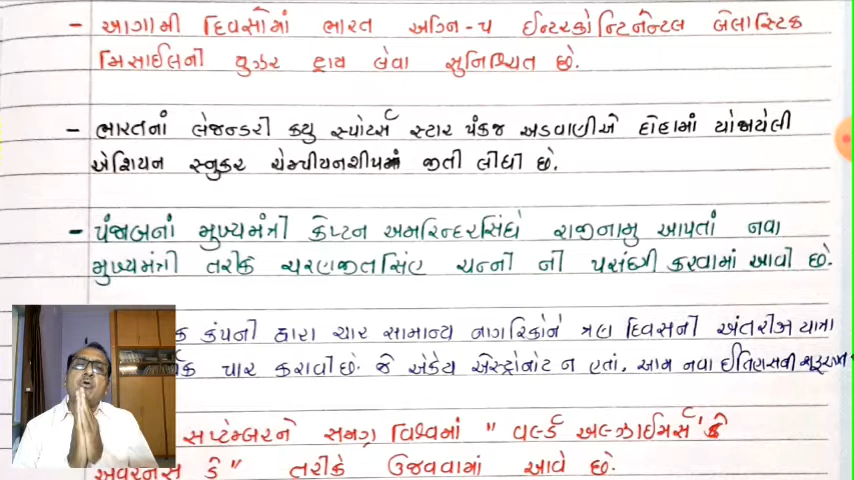 - આગામી દિવસોમાં ભારત અગ્નિ-૫ ઈન્ટરકોન્ટિનેન્ટલ બેલાસ્ટિક
મિસાઈલની યુઝર ટ્રાય લેવા સુનિશ્ચિત છે.
- ભારતનાં લેજન્ડરી ક્યુ સ્પોર્ટર્સ સ્ટાર પંકજ અડવાણીએ દોહામાં યોજાયેલી
એશિયન સ્નુકર ચેમ્પીયનશીપમાં જીતી લીધી છે.
- પંજાબનાં મુખ્યમંત્રી કેપ્ટન અમરિન્દરસિંઘે રાજીનામુ આપતાં નવા
મુખ્યમંત્રી તરીકે ચરણજીતસિંહ ચન્ની ની પસંદગી કરવામાં આવી છે.
ક કંપની દ્વારા ચાર સામાન્ય નાગરિકોને ત્રણ દિવસની અંતરીક્ષ યાત્રા
પાર કરાવી છે. જે એકેય એસ્ટ્રોનોટ ન હતાં. આમ નવા ઈતિહાસની
સપ્ટેમ્બરને સમગ્ર વિશ્વમાં " વર્લ્ડ અલ્ઝાઈમર્સ
અવરનેસ ડે " તરીકે ઉજવવામાં આવે છે.